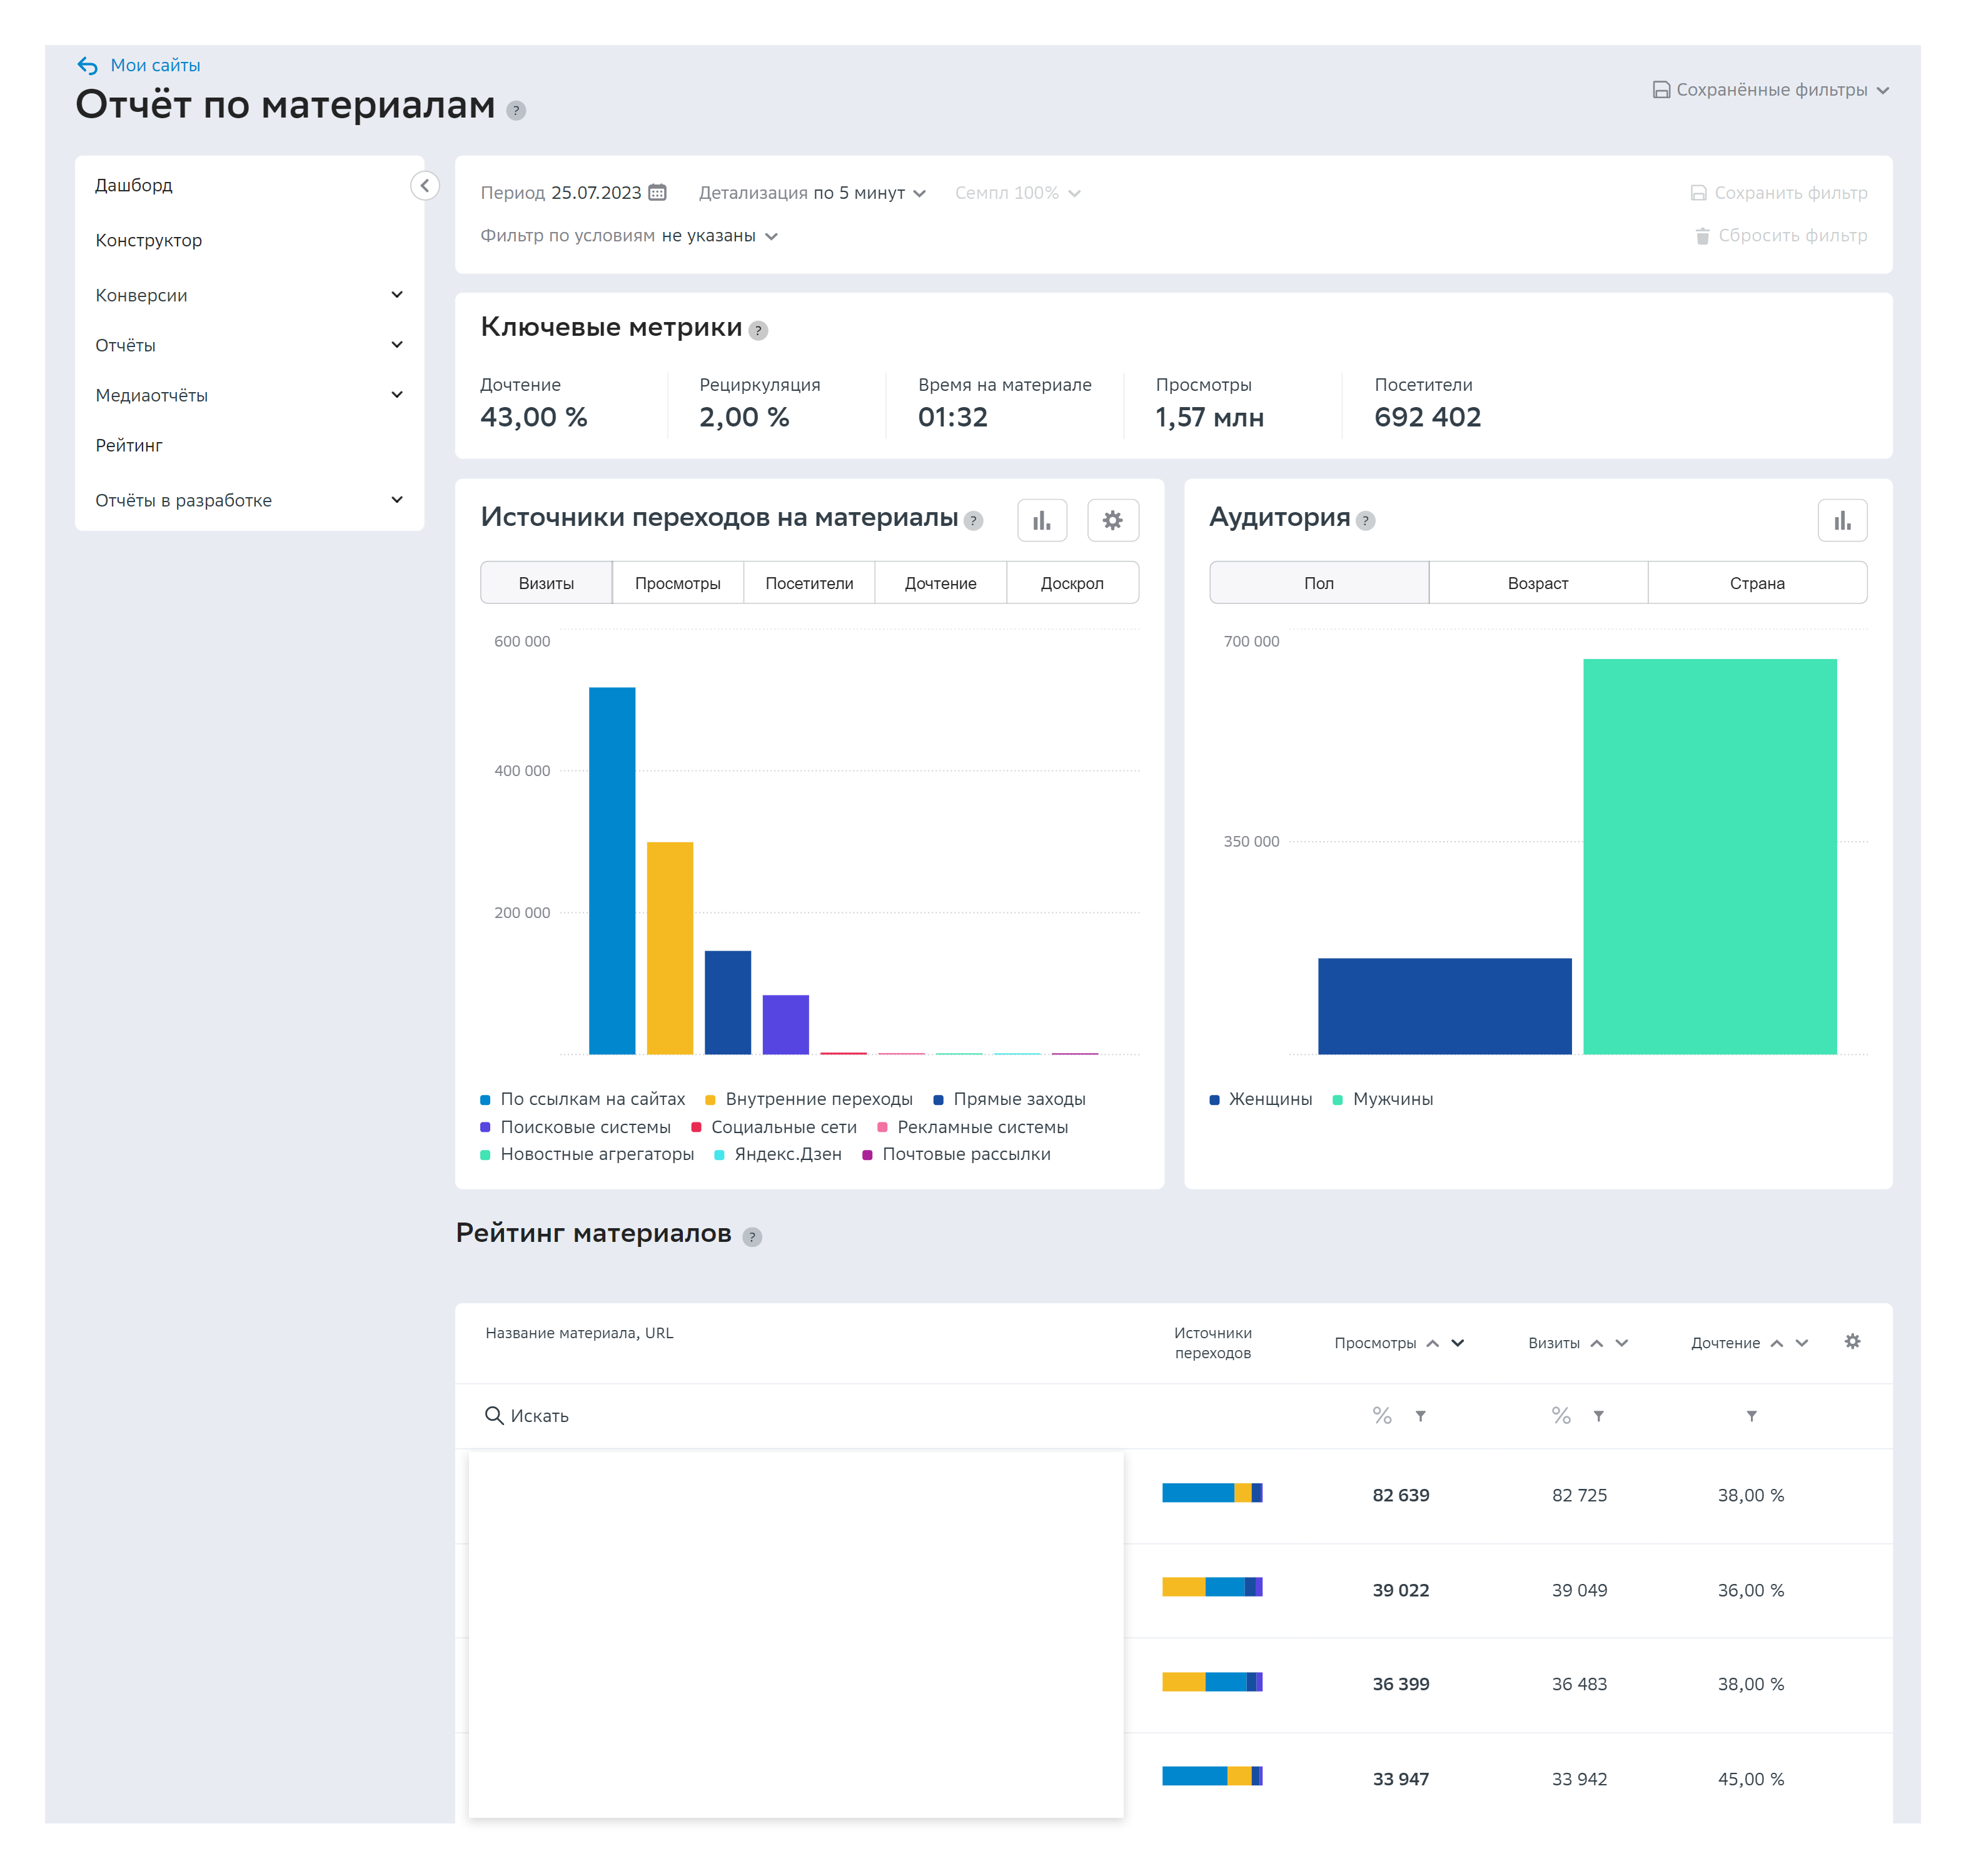 Мои сайты
Отчёт по материалам ?
Сохранённые фильтры
Дашборд
Конструктор
Конверсии
Отчёты
Медиаотчёты
Рейтинг
Отчёты в разработке
Период 25.07.2023 Детализация по 5 минут Семпл 100% Сохранить фильтр
Фильтр по условиям не указаны Сбросить фильтр
Ключевые метрики ?
Дочтение Рециркуляция Время на материале Просмотры Посетители
43,00 % 2,00 % 01:32 1,57 млн 692 402
Источники переходов на материалы ?
Визиты Просмотры Посетители Дочтение Доскрол
600 000
400 000
200 000
По ссылкам на сайтах Внутренние переходы Прямые заходы
Поисковые системы Социальные сети Рекламные системы
Новостные агрегаторы Яндекс.Дзен Почтовые рассылки
Аудитория ?
Пол Возраст Страна
700 000
350 000
Женщины Мужчины
Рейтинг материалов ?
Название материала, URL Источники переходов Просмотры Визиты Дочтение
Искать % %
82 639 82 725 38,00 %
39 022 39 049 36,00 %
36 399 36 483 38,00 %
33 947 33 942 45,00 %